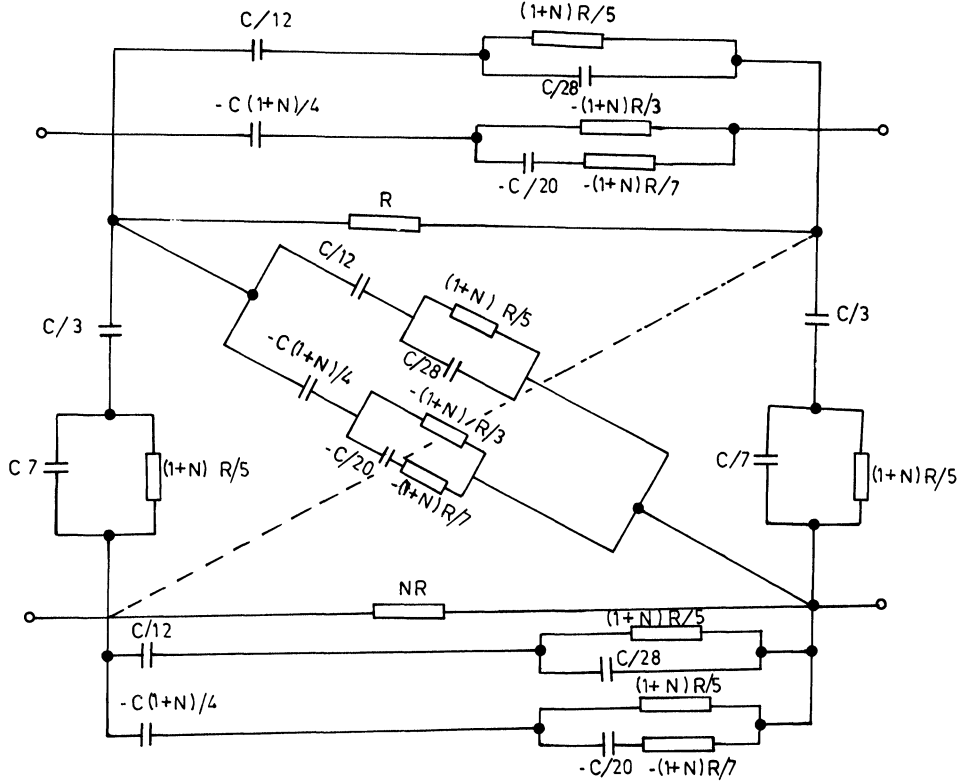 C/12
(1+N) R/5
C/28
-C (1+N)/4
-(1+N)R/3
-C/20
-(1+N)R/7
R
C/12
(1+N) R/5
C/3
C/3
-C(1+N)/4
C/28
-(1+N)R/3
-C/20
-(1+N)R/7
C 7
(1+N) R/5
C/7
(1+N)R/5
NR
C/12
(1+N)R/5
C/28
-C(1+N)/4
(1+N)R/5
-C/20
-(1+N)R/7